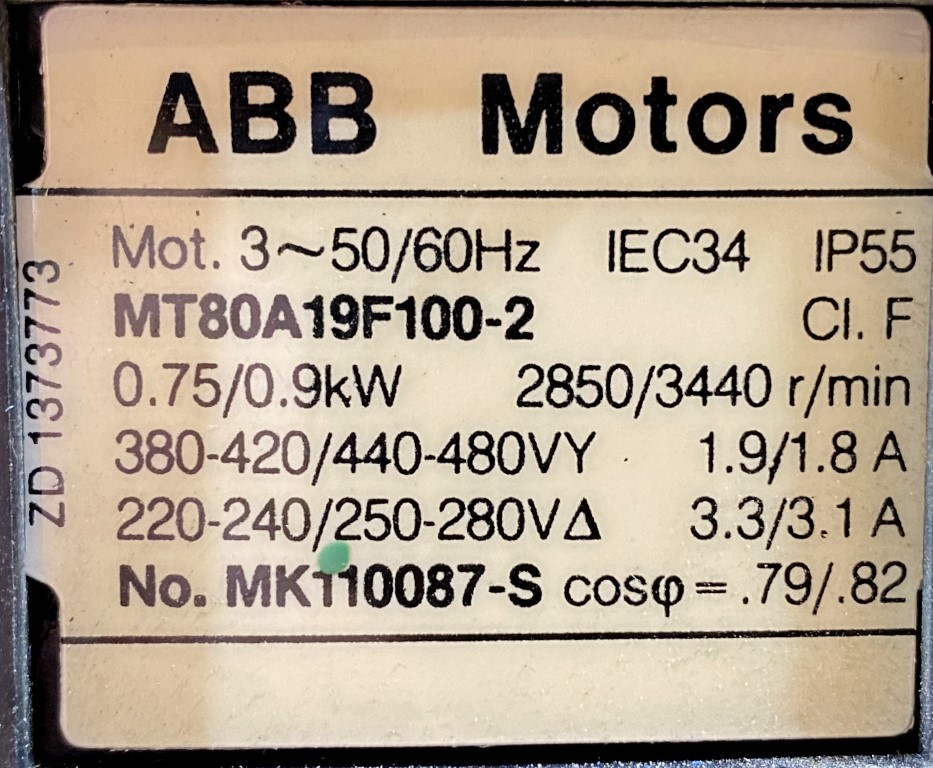 ABB Motors
Mot. 3~50/60Hz IEC34 IP55
MT80A19F100-2 Cl. F
0.75/0.9kW 2850/3440 r/min
380-420/440-480VY 1.9/1.8 A
220-240/250-280VΔ 3.3/3.1 A
No. MK110087-S cosφ = .79/.82
ZD 1373773